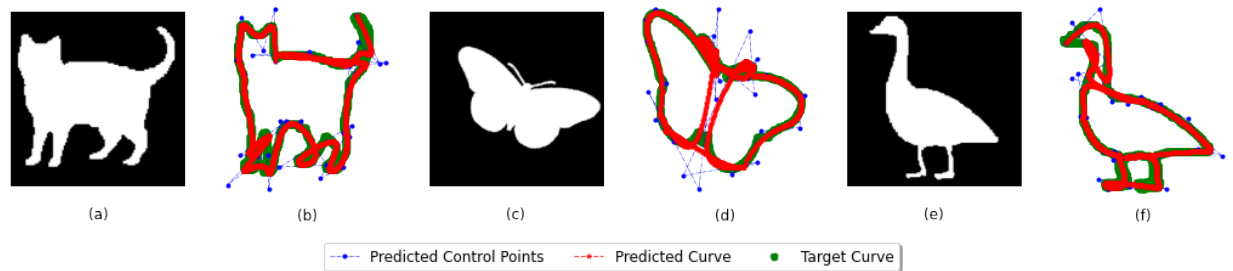 (a) (b) (c) (d) (e) (f)
Predicted Control Points Predicted Curve Target Curve